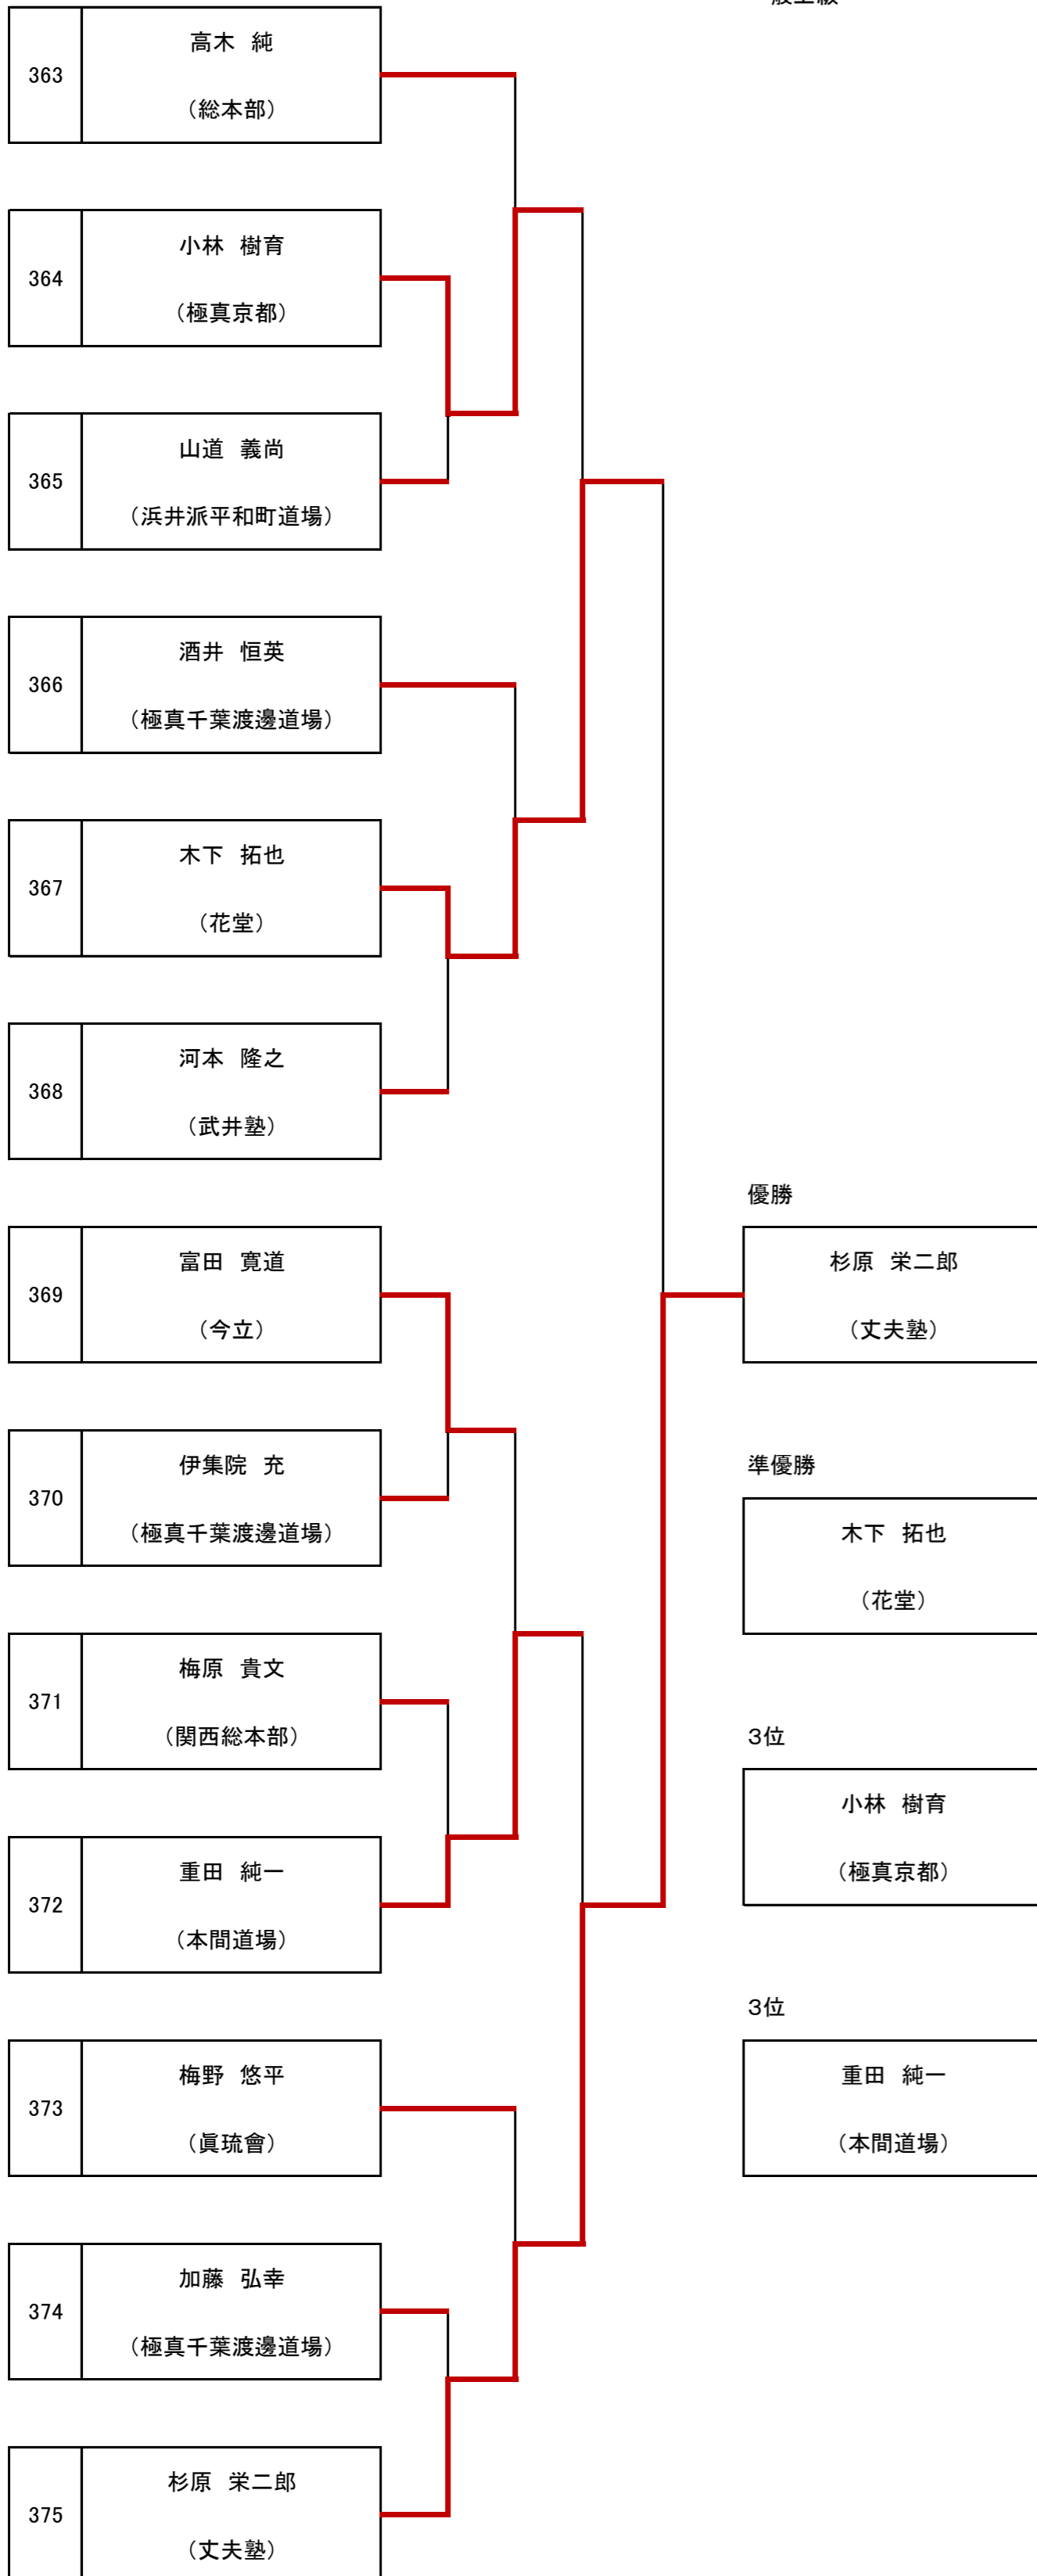 363
高木 純
（総本部）
364
小林 樹育
（極真京都）
365
山道 義尚
（浜井派平和町道場）
366
酒井 恒英
（極真千葉渡邊道場）
367
木下 拓也
（花堂）
368
河本 隆之
（武井塾）
369
富田 寛道
（今立）
370
伊集院 充
（極真千葉渡邊道場）
371
梅原 貴文
（関西総本部）
372
重田 純一
（本間道場）
373
梅野 悠平
（眞琉會）
374
加藤 弘幸
（極真千葉渡邊道場）
375
杉原 栄二郎
（丈夫塾）
優勝
杉原 栄二郎
（丈夫塾）
準優勝
木下 拓也
（花堂）
3位
小林 樹育
（極真京都）
3位
重田 純一
（本間道場）